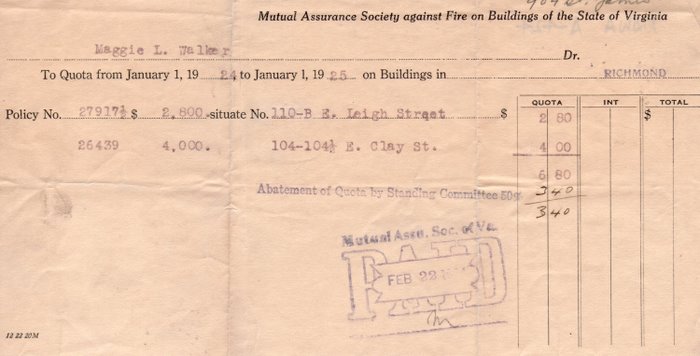 Mutual Assurance Society against Fire on Buildings of the State of Virginia
Maggie L. Walker Dr.
To Quota from January 1, 19 24 to January 1, 19 25 on Buildings in RICHMOND
QUOTA INT TOTAL
Policy No. 27917½ $ 2,800. situate No. 110-B E. Leigh Street $ 2 80 $
26439 4,000. 104-104½ E. Clay St. 4 00
6 80
Abatement of Quota by Standing Committee 50% 3 40
3 40
Mutual Assu. Soc. of Va.
PAID
FEB 22
12 22 20M